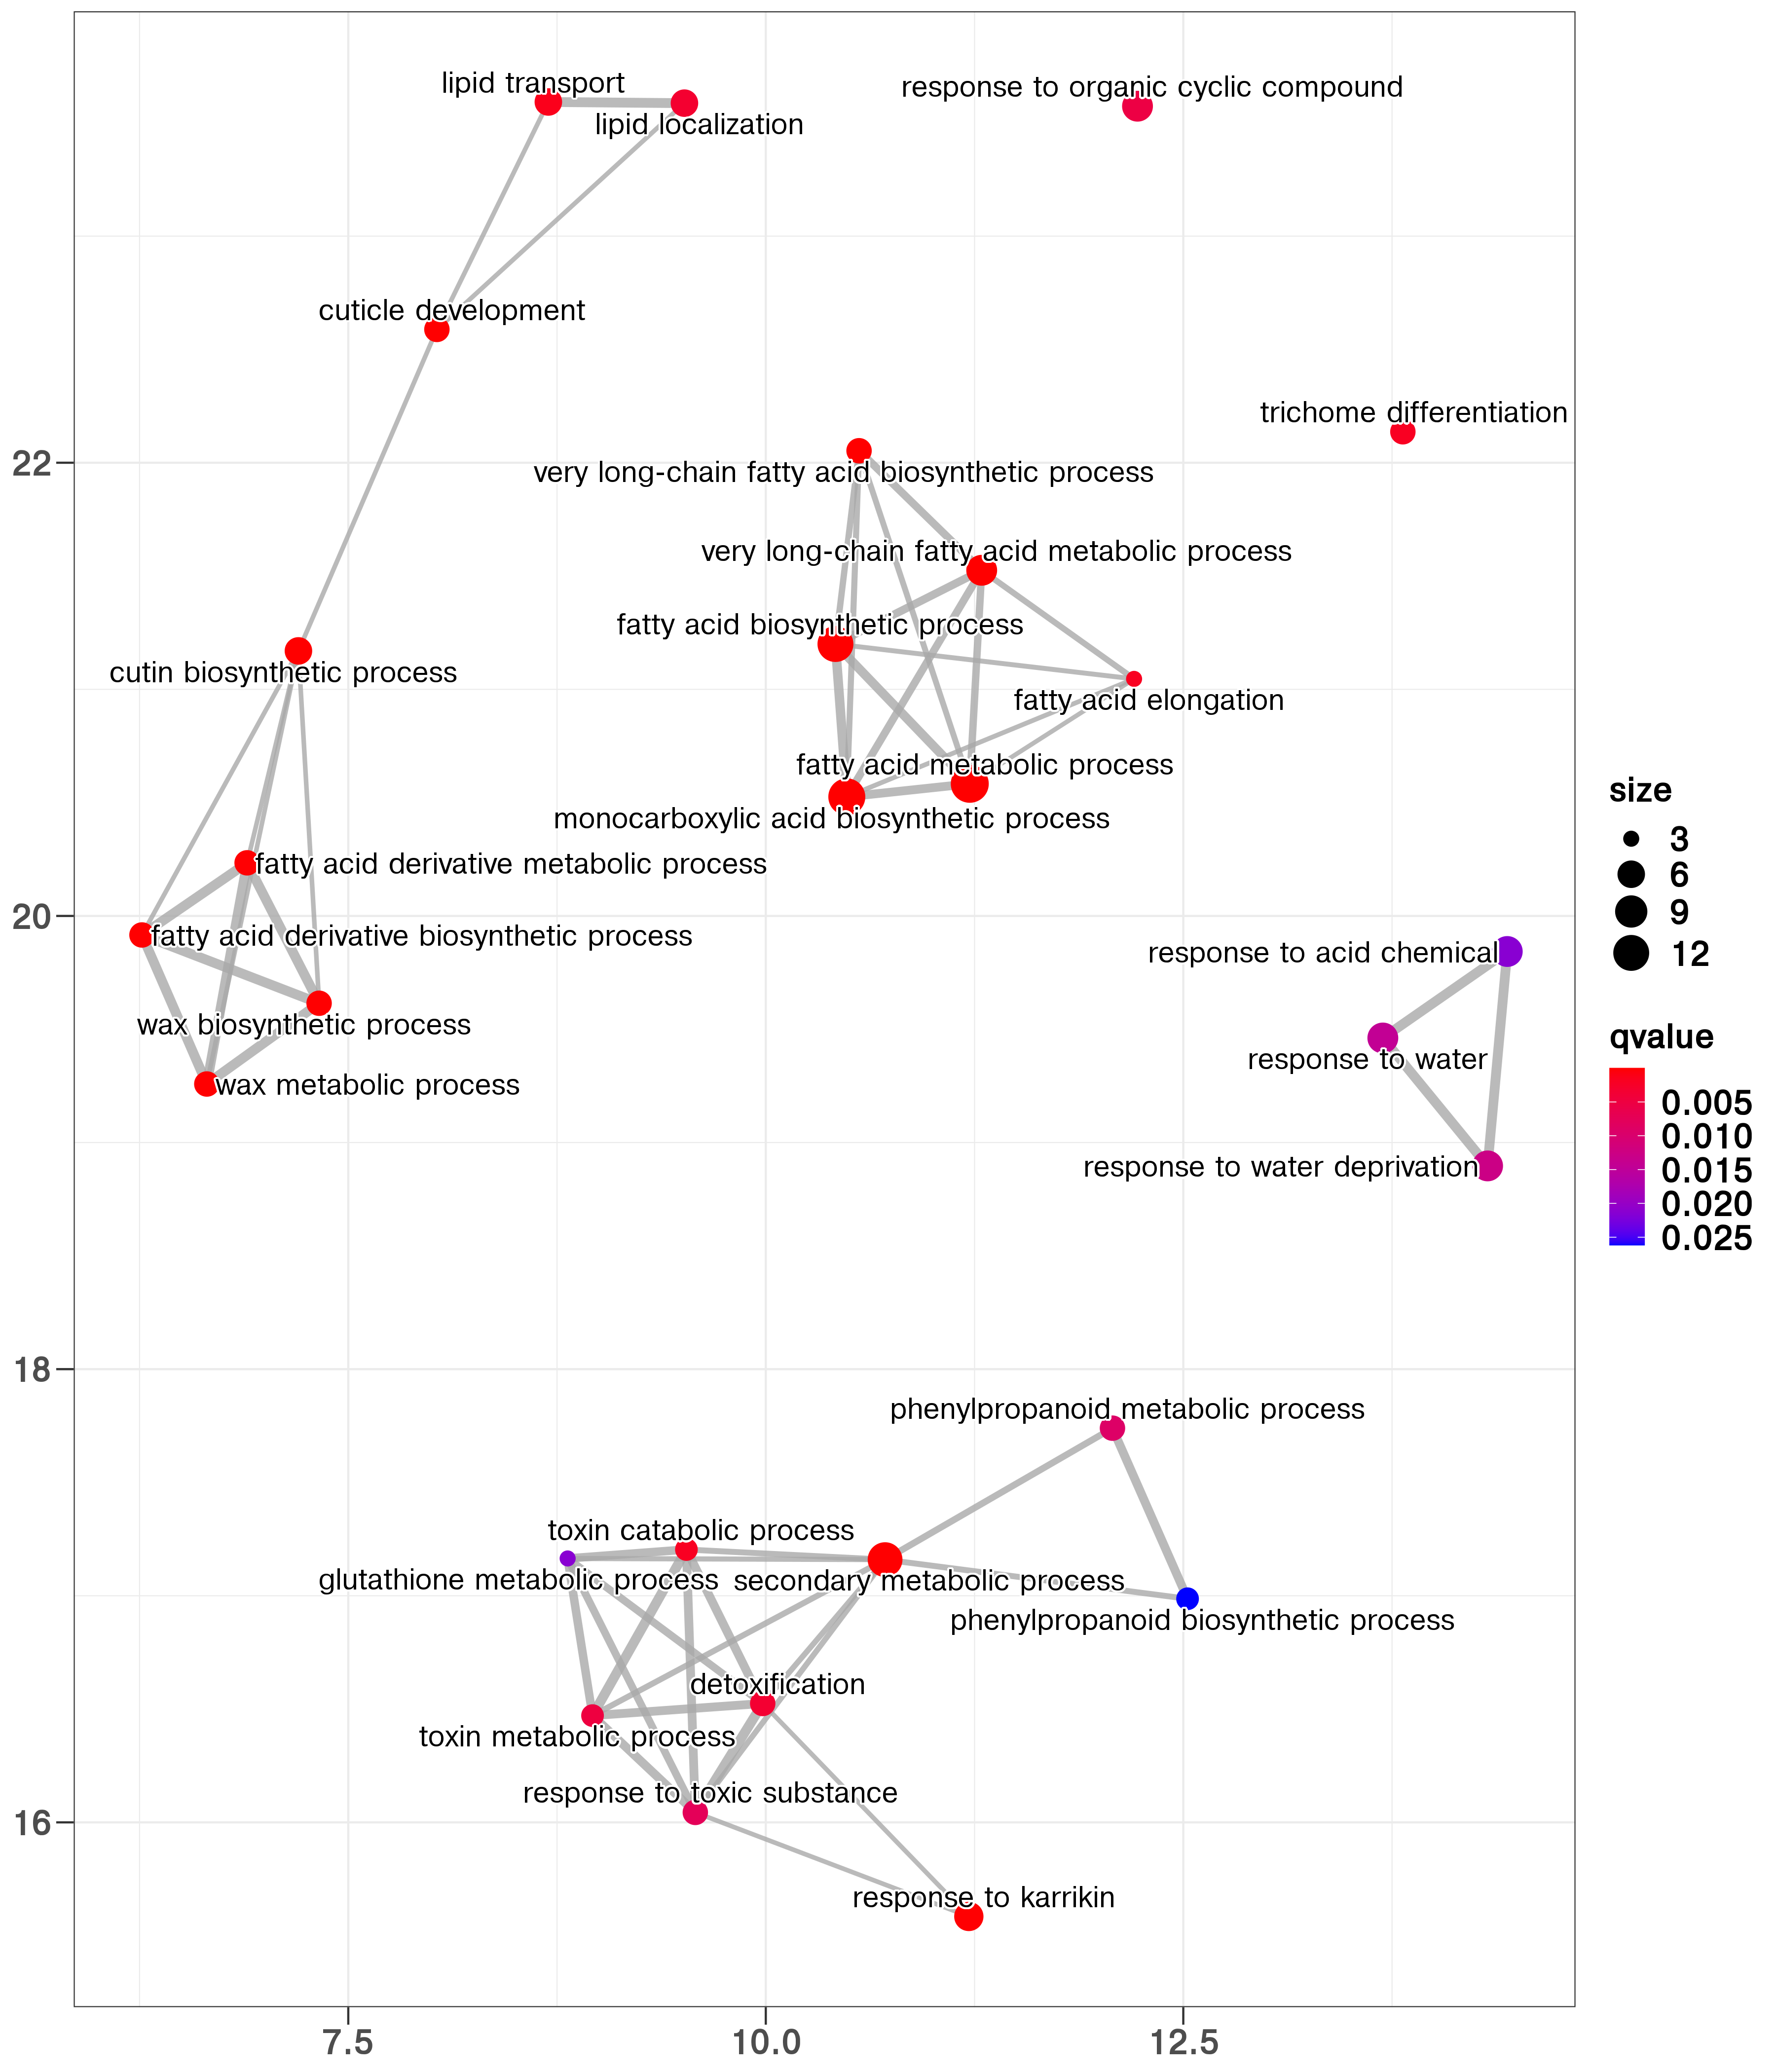 lipid transport
response to organic cyclic compound
lipid localization
cuticle development
trichome differentiation
22
very long-chain fatty acid biosynthetic process
very long-chain fatty acid metabolic process
fatty acid biosynthetic process
cutin biosynthetic process
fatty acid elongation
fatty acid metabolic process
monocarboxylic acid biosynthetic process
fatty acid derivative metabolic process
20
fatty acid derivative biosynthetic process
response to acid chemical
wax biosynthetic process
response to water
wax metabolic process
response to water deprivation
18
phenylpropanoid metabolic process
toxin catabolic process
glutathione metabolic process
secondary metabolic process
phenylpropanoid biosynthetic process
detoxification
toxin metabolic process
response to toxic substance
16
response to karrikin
7.5
10.0
12.5
size
3
6
9
12
qvalue
0.005
0.010
0.015
0.020
0.025